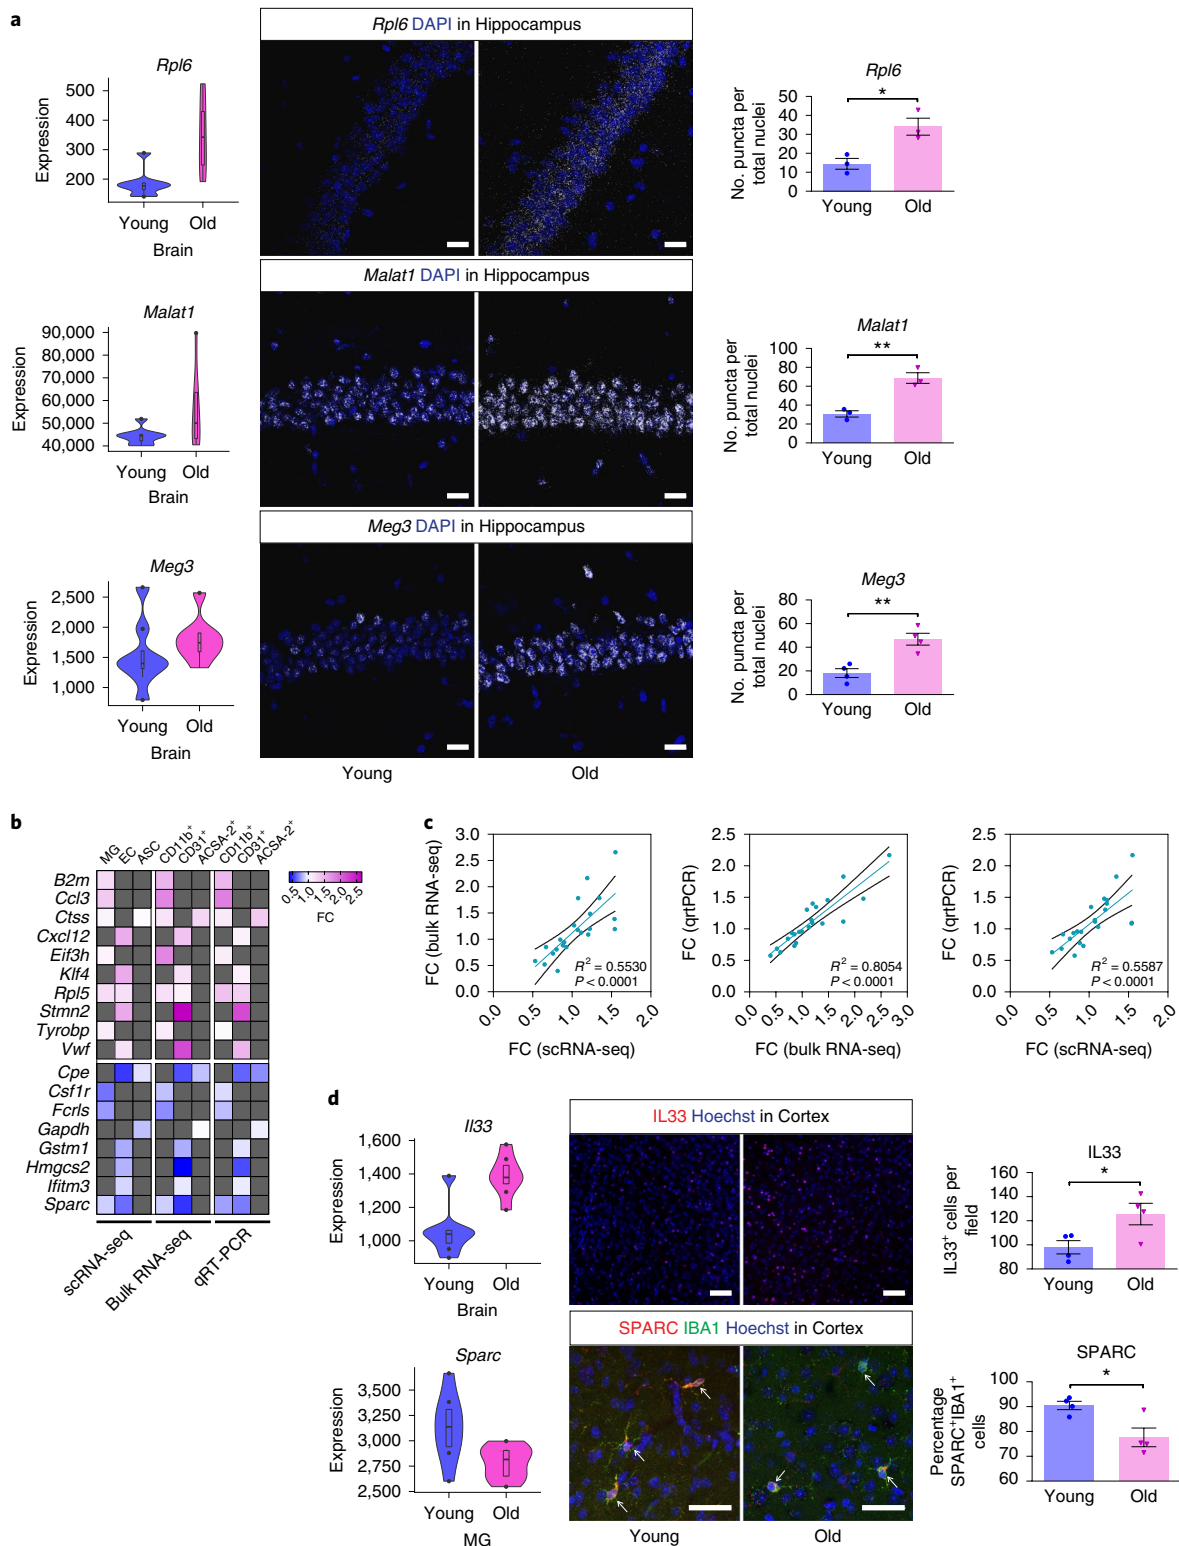 a
Rpl6 DAPI in Hippocampus
Rpl6
Expression
500
400
300
200
Young Old
Brain
Rpl6
*
No. puncta per
total nuclei
50
40
30
20
10
0
Young Old
Malat1 DAPI in Hippocampus
Malat1
Expression
90,000
80,000
70,000
60,000
50,000
40,000
Young Old
Brain
Malat1
**
No. puncta per
total nuclei
100
80
60
40
20
0
Young Old
Meg3 DAPI in Hippocampus
Meg3
Expression
2,500
2,000
1,500
1,000
Young Old
Brain
Meg3
**
No. puncta per
total nuclei
80
60
40
20
0
Young Old
Young Old
b
MG EC ASC CD11b+ CD31+ ACSA-2+ CD11b+ CD31+ ACSA-2+
0.5 1.0 1.5 2.0 2.5
FC
B2m
Ccl3
Ctss
Cxcl12
Eif3h
Klf4
Rpl5
Stmn2
Tyrobp
Vwf
Cpe
Csf1r
Fcrls
Gapdh
Gstm1
Hmgcs2
Ifitm3
Sparc
scRNA-seq Bulk RNA-seq qRT-PCR
c
FC (bulk RNA-seq)
3.0
2.5
2.0
1.5
1.0
0.5
0.0
R2 = 0.5530
P < 0.0001
0.0 0.5 1.0 1.5 2.0
FC (scRNA-seq)
FC (qrtPCR)
2.5
2.0
1.5
1.0
0.5
0.0
R2 = 0.8054
P < 0.0001
0.0 0.5 1.0 1.5 2.0 2.5 3.0
FC (bulk RNA-seq)
FC (qrtPCR)
2.5
2.0
1.5
1.0
0.5
0.0
R2 = 0.5587
P < 0.0001
0.0 0.5 1.0 1.5 2.0
FC (scRNA-seq)
d
IL33 Hoechst in Cortex
Il33
Expression
1,600
1,400
1,200
1,000
Young Old
Brain
IL33
*
IL33+ cells per
field
160
140
120
100
80
Young Old
SPARC IBA1 Hoechst in Cortex
Sparc
Expression
3,500
3,250
3,000
2,750
2,500
Young Old
MG
Young Old
SPARC
*
Percentage
SPARC+IBA1+
cells
100
90
80
70
60
Young Old